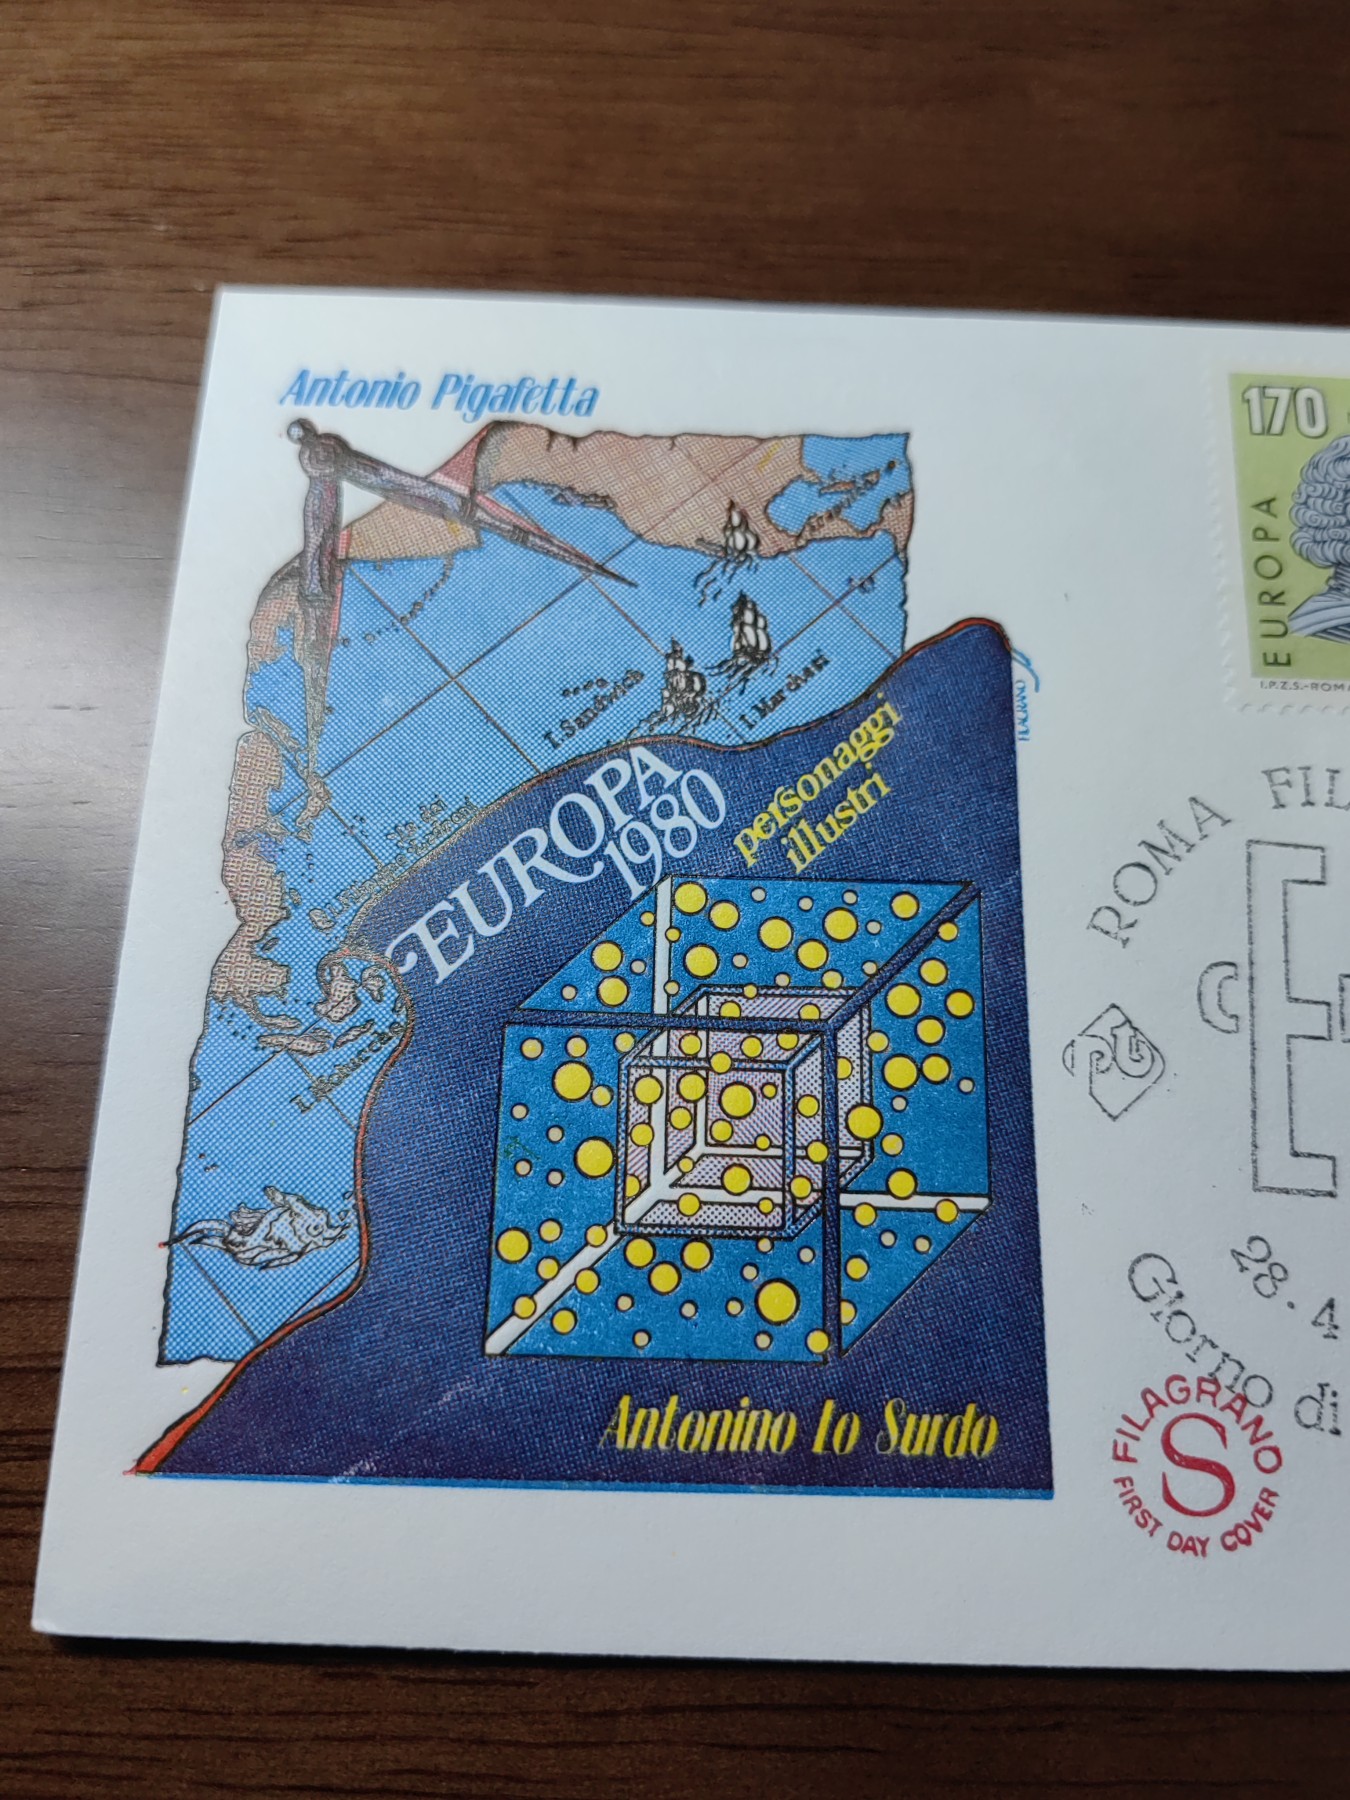 Antonio Pigafetta
170
EUROPA
I.P.Z.S.-ROMA
I. Sandwich
I. Marchesi
EUROPA
1980
personaggi
illustri
Antonino lo Surdo
ROMA FIL
28.4
Giorno di
FILAGRANO
S
FIRST DAY COVER